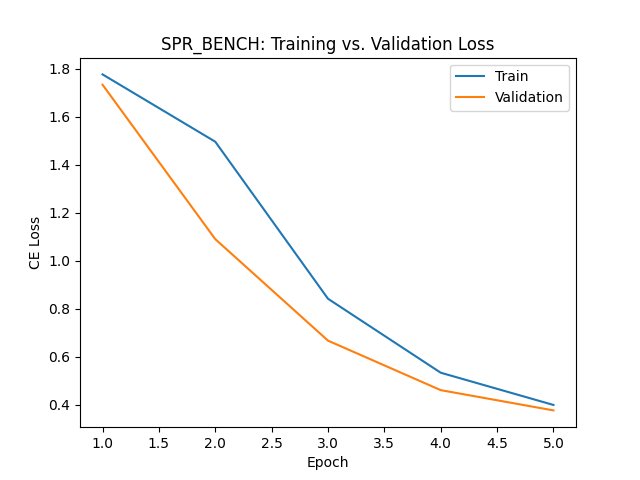 SPR_BENCH: Training vs. Validation Loss
Train
Validation
CE Loss
1.8
1.6
1.4
1.2
1.0
0.8
0.6
0.4
1.0 1.5 2.0 2.5 3.0 3.5 4.0 4.5 5.0
Epoch